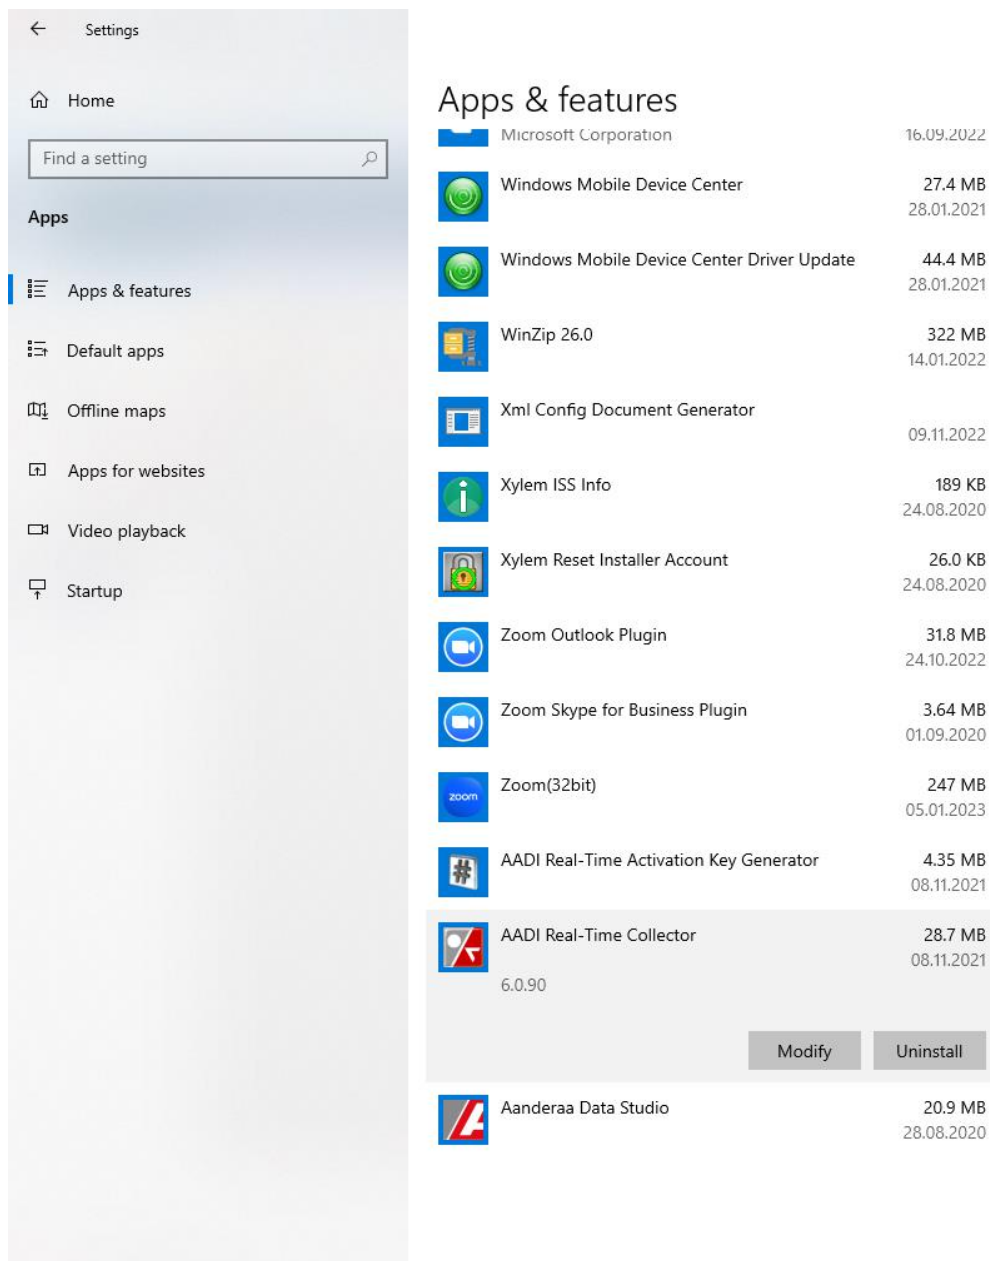 Settings
Home
Find a setting
Apps
Apps & features
Default apps
Offline maps
Apps for websites
Video playback
Startup
Apps & features
Microsoft Corporation 16.09.2022
Windows Mobile Device Center 27.4 MB
28.01.2021
Windows Mobile Device Center Driver Update 44.4 MB
28.01.2021
WinZip 26.0 322 MB
14.01.2022
Xml Config Document Generator
09.11.2022
Xylem ISS Info 189 KB
24.08.2020
Xylem Reset Installer Account 26.0 KB
24.08.2020
Zoom Outlook Plugin 31.8 MB
24.10.2022
Zoom Skype for Business Plugin 3.64 MB
01.09.2020
zoom Zoom(32bit) 247 MB
05.01.2023
# AADI Real-Time Activation Key Generator 4.35 MB
08.11.2021
AADI Real-Time Collector 28.7 MB
08.11.2021
6.0.90
Modify Uninstall
Aanderaa Data Studio 20.9 MB
28.08.2020